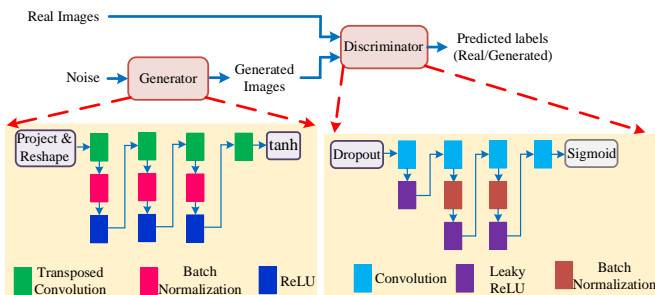 Real Images
Discriminator
Predicted labels
(Real/Generated)
Noise
Generator
Generated
Images
Project &
Reshape
tanh
Dropout
Sigmoid
Transposed
Convolution
Batch
Normalization
ReLU
Convolution
Leaky
ReLU
Batch
Normalization